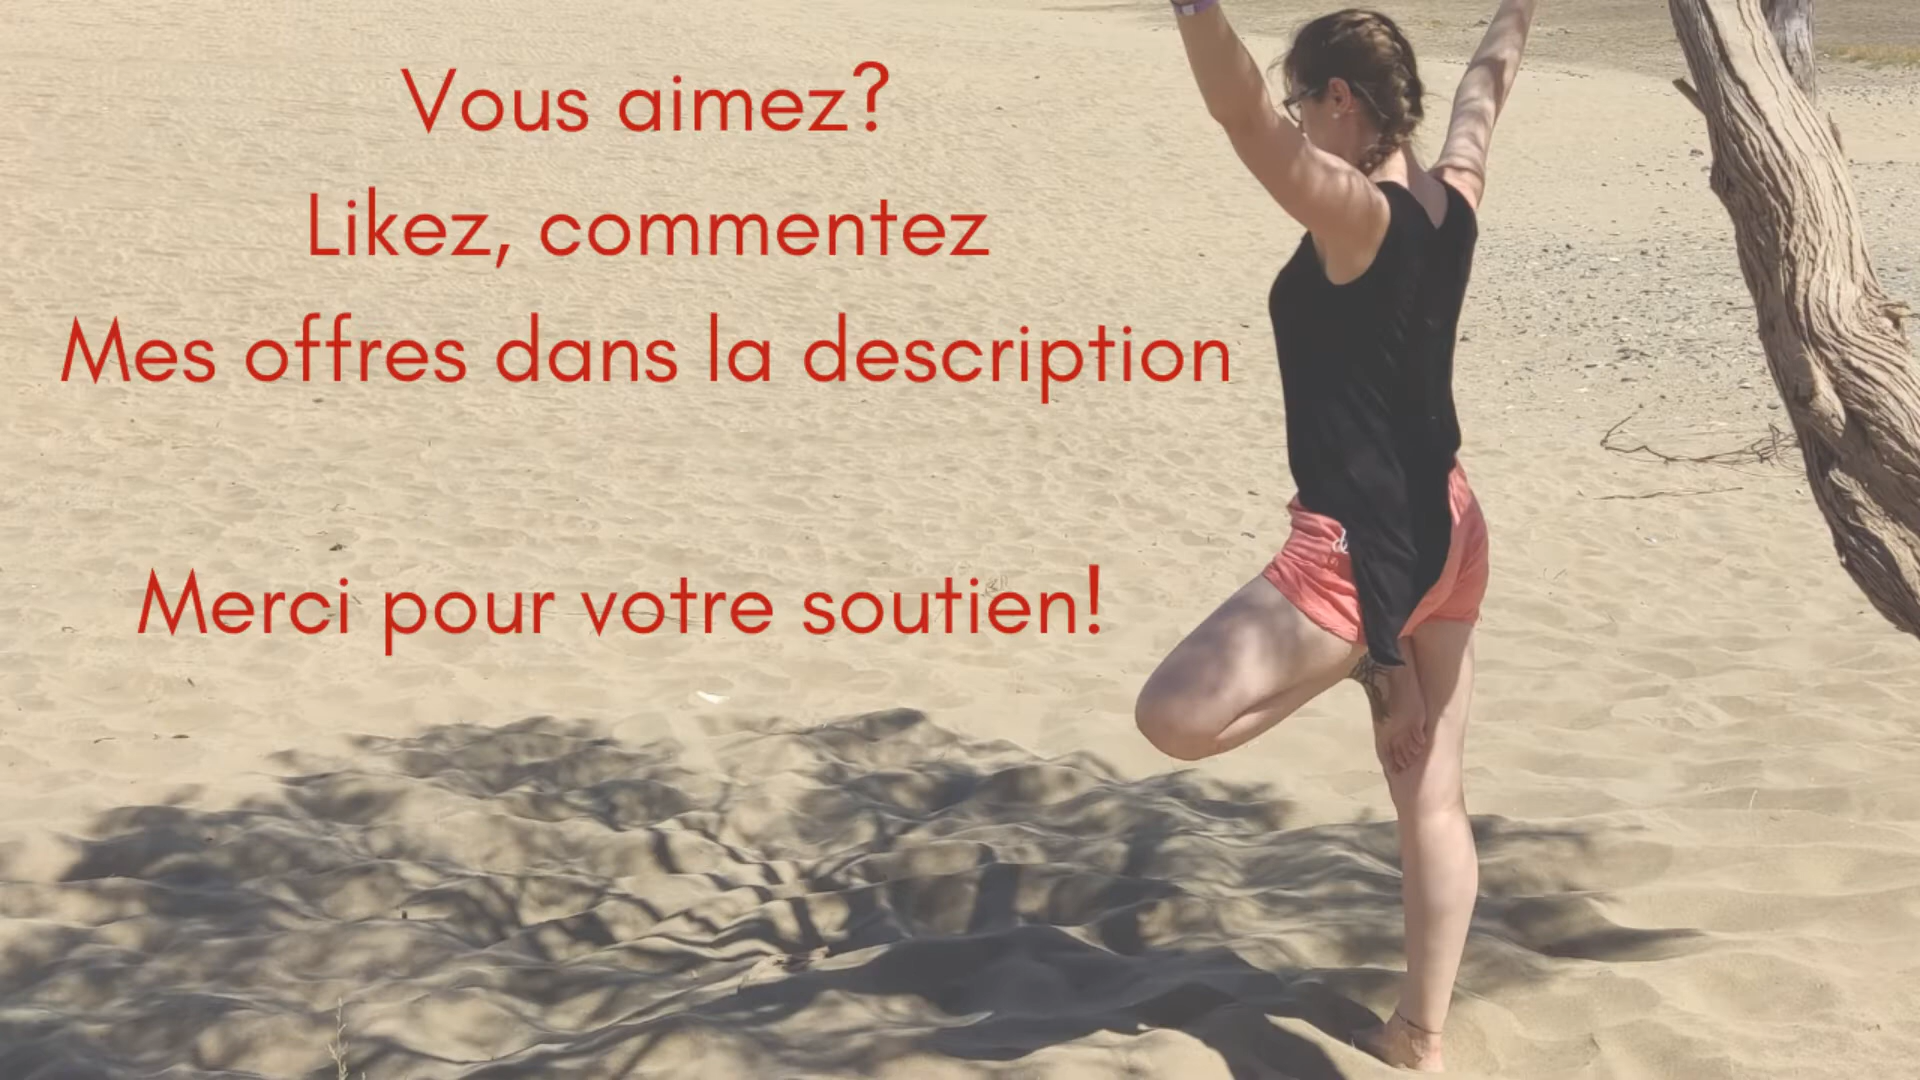 Vous aimez?
Likez, commentez
Mes offres dans la description
Merci pour votre soutien!